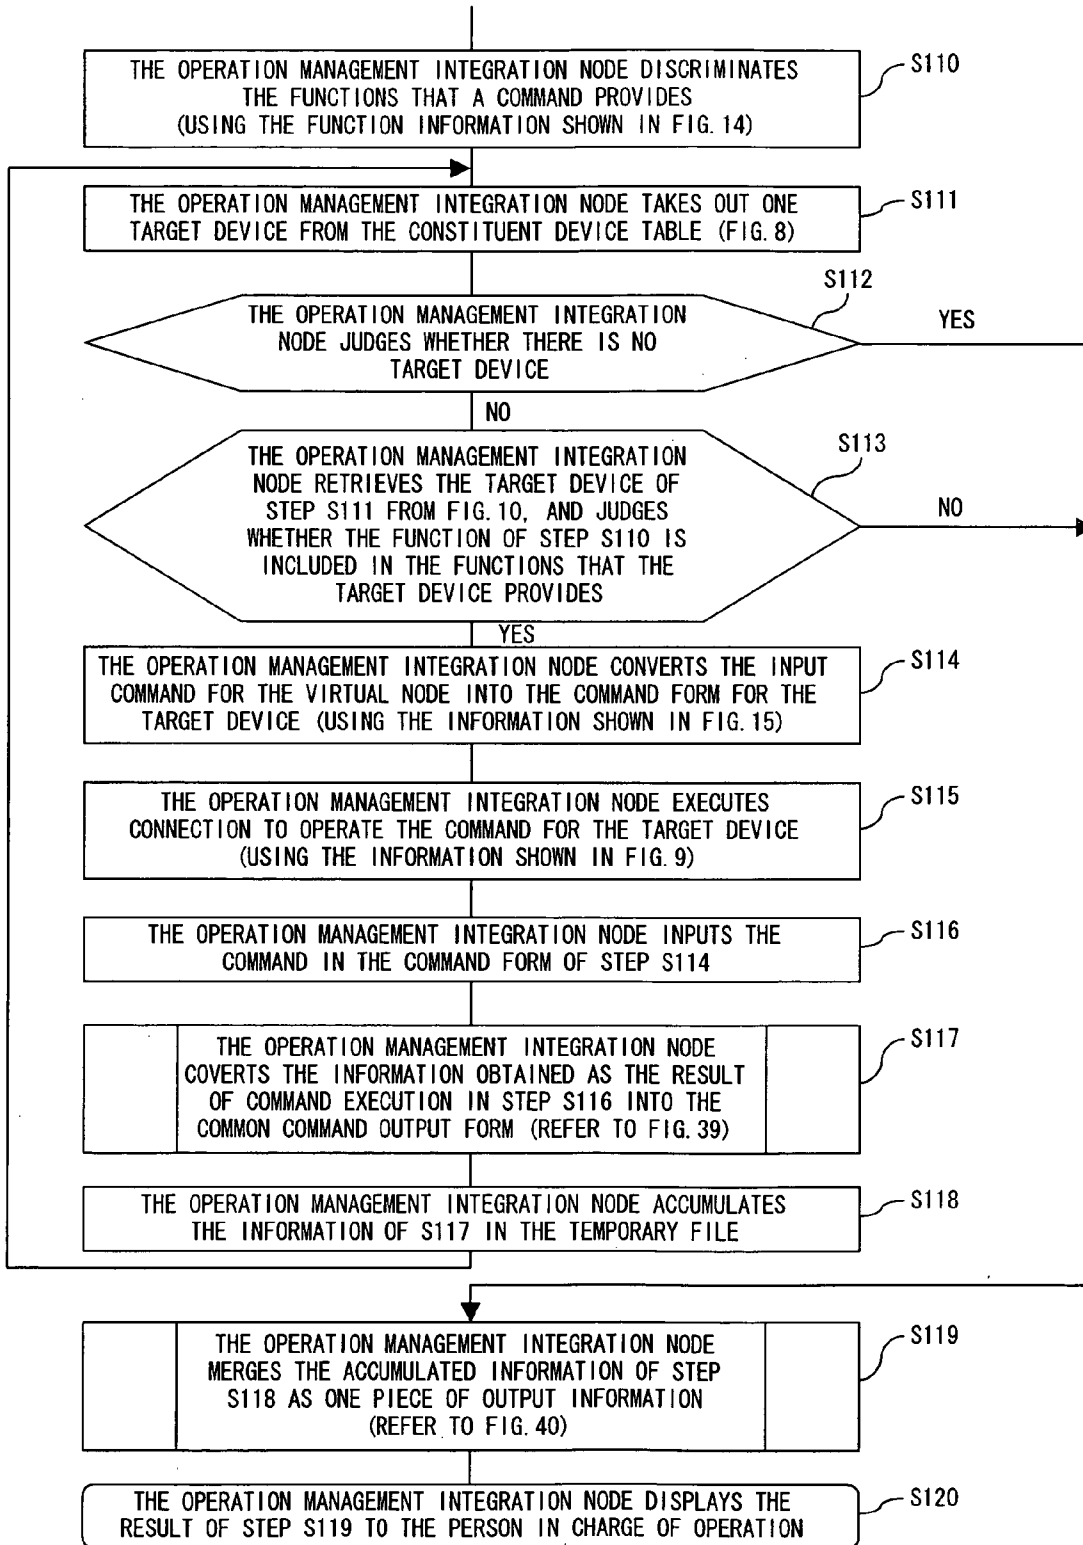 THE OPERATION MANAGEMENT INTEGRATION NODE DISCRIMINATES
THE FUNCTIONS THAT A COMMAND PROVIDES
(USING THE FUNCTION INFORMATION SHOWN IN FIG. 14)
S110
THE OPERATION MANAGEMENT INTEGRATION NODE TAKES OUT ONE
TARGET DEVICE FROM THE CONSTITUENT DEVICE TABLE (FIG. 8)
S111
THE OPERATION MANAGEMENT INTEGRATION
NODE JUDGES WHETHER THERE IS NO
TARGET DEVICE
S112
YES
NO
THE OPERATION MANAGEMENT INTEGRATION
NODE RETRIEVES THE TARGET DEVICE OF
STEP S111 FROM FIG. 10, AND JUDGES
WHETHER THE FUNCTION OF STEP S110 IS
INCLUDED IN THE FUNCTIONS THAT THE
TARGET DEVICE PROVIDES
S113
NO
YES
THE OPERATION MANAGEMENT INTEGRATION NODE CONVERTS THE INPUT
COMMAND FOR THE VIRTUAL NODE INTO THE COMMAND FORM FOR THE
TARGET DEVICE (USING THE INFORMATION SHOWN IN FIG. 15)
S114
THE OPERATION MANAGEMENT INTEGRATION NODE EXECUTES
CONNECTION TO OPERATE THE COMMAND FOR THE TARGET DEVICE
(USING THE INFORMATION SHOWN IN FIG. 9)
S115
THE OPERATION MANAGEMENT INTEGRATION NODE INPUTS THE
COMMAND IN THE COMMAND FORM OF STEP S114
S116
THE OPERATION MANAGEMENT INTEGRATION NODE
COVERTS THE INFORMATION OBTAINED AS THE RESULT
OF COMMAND EXECUTION IN STEP S116 INTO THE
COMMON COMMAND OUTPUT FORM (REFER TO FIG. 39)
S117
THE OPERATION MANAGEMENT INTEGRATION NODE ACCUMULATES
THE INFORMATION OF S117 IN THE TEMPORARY FILE
S118
THE OPERATION MANAGEMENT INTEGRATION NODE
MERGES THE ACCUMULATED INFORMATION OF STEP
S118 AS ONE PIECE OF OUTPUT INFORMATION
(REFER TO FIG. 40)
S119
THE OPERATION MANAGEMENT INTEGRATION NODE DISPLAYS THE
RESULT OF STEP S119 TO THE PERSON IN CHARGE OF OPERATION
S120